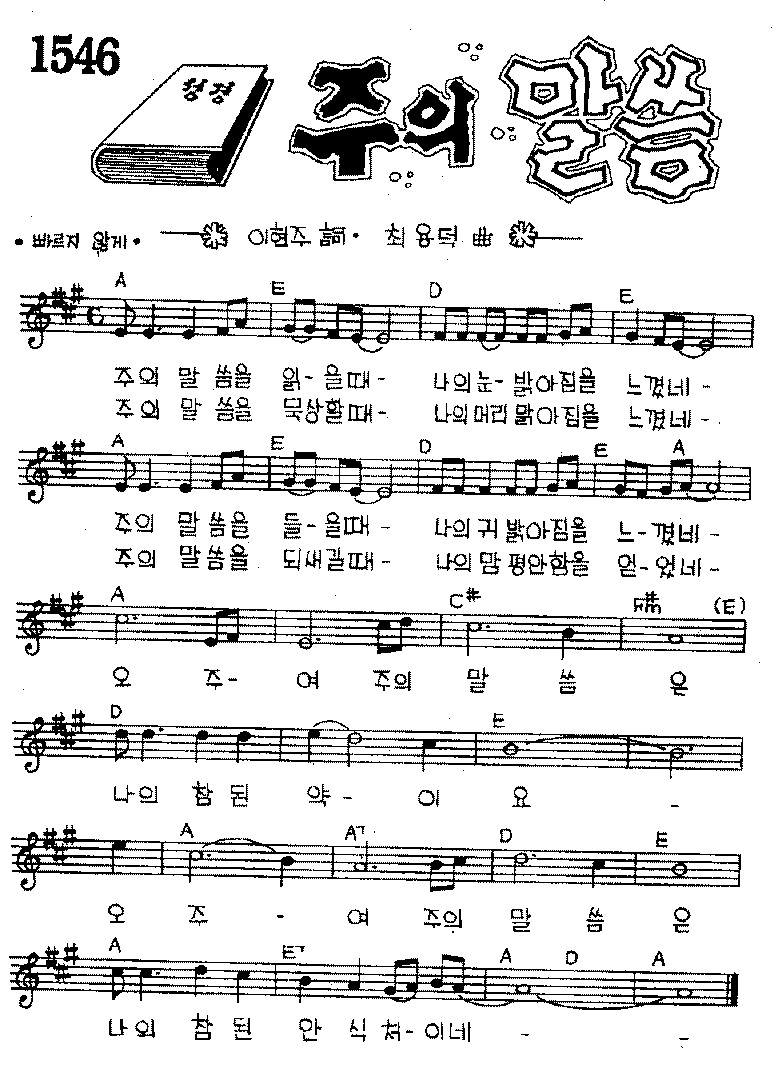 1546
성경
주의 말씀
• 빠르지 않게 •
이현주 詞 • 최용덕 曲
A E D E
주의 말 씀을 읽- 을때 - 나의눈- 밝아짐을 느꼈네 -
주의 말 씀을 묵상할때- 나의머리 맑아짐을 느꼈네 -
A E D E A
주의 말씀을 들-을때 - 나의귀 밝아짐을 느-꼈네 -
주의 말씀을 되새길때 - 나의맘 평안함을 얻-었네 -
A C# F#m (E)
오 주- 여 주의 말 씀 은
D E
나의 참된 약- 이 요 -
A A7 D E
오 주 - 여 주의 말 씀 은
A E7 A D A
나의 참된 안 식 처-이네 - -